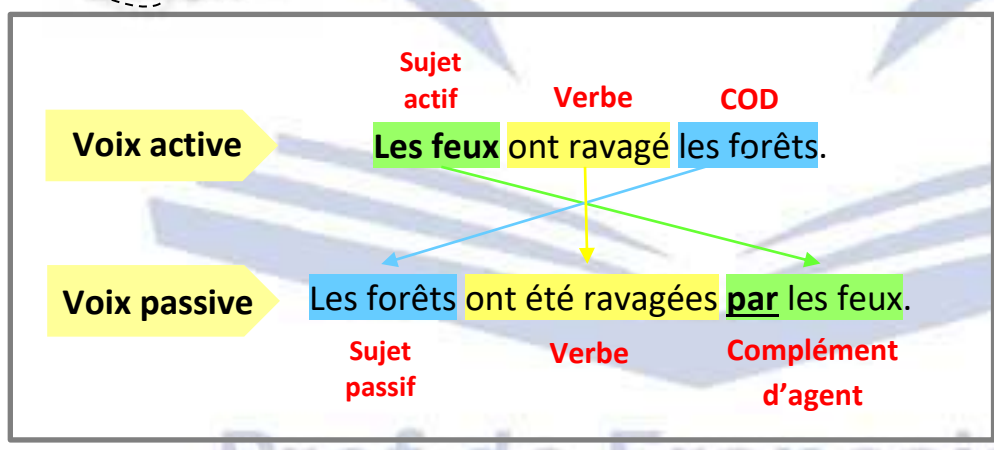 Sujet
actif
Verbe
COD
Voix active
Les feux ont ravagé les forêts.
Voix passive
Les forêts ont été ravagées par les feux.
Sujet
passif
Verbe
Complément
d'agent